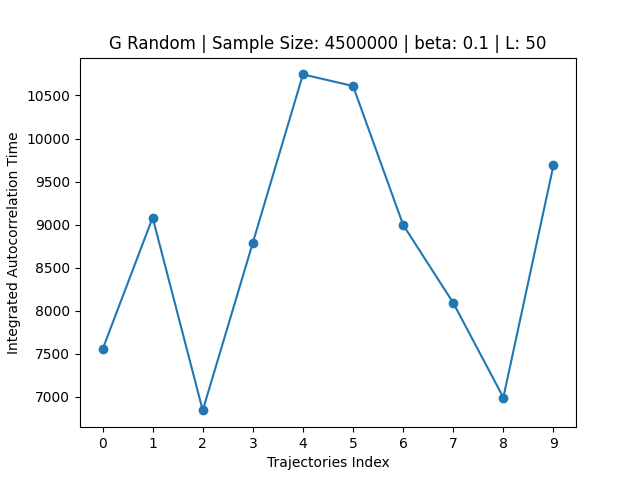 G Random | Sample Size: 4500000 | beta: 0.1 | L: 50
Integrated Autocorrelation Time
10500
10000
9500
9000
8500
8000
7500
7000
0 1 2 3 4 5 6 7 8 9
Trajectories Index